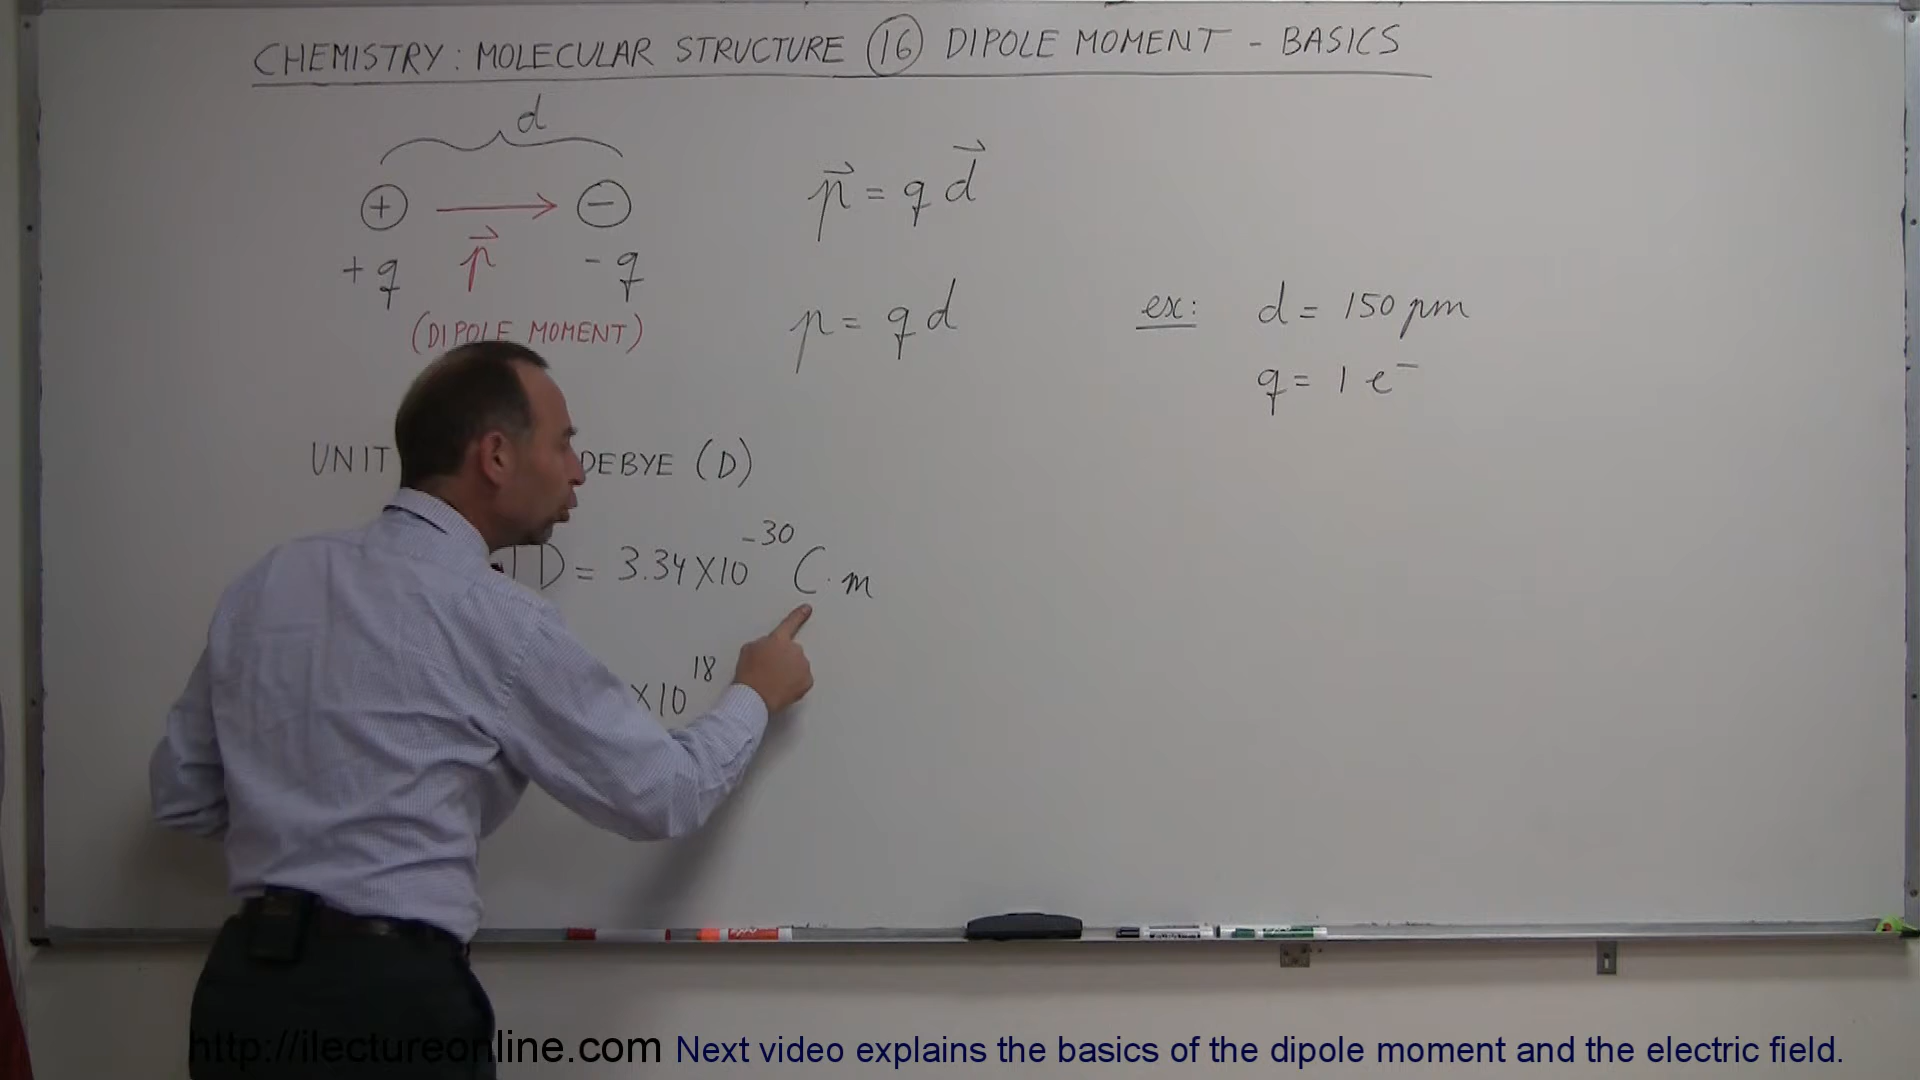 CHEMISTRY: MOLECULAR STRUCTURE 16 DIPOLE MOMENT - BASICS
d
+ -
+q p⃗ -q
(DIPOLE MOMENT)
p⃗ = q d⃗
p = q d
ex: d = 150 pm
q = 1 e⁻
UNIT DEBYE (D)
1 D = 3.34 X 10⁻³⁰ C·m
X 10¹⁸
http://ilectureonline.com Next video explains the basics of the dipole moment and the electric field.